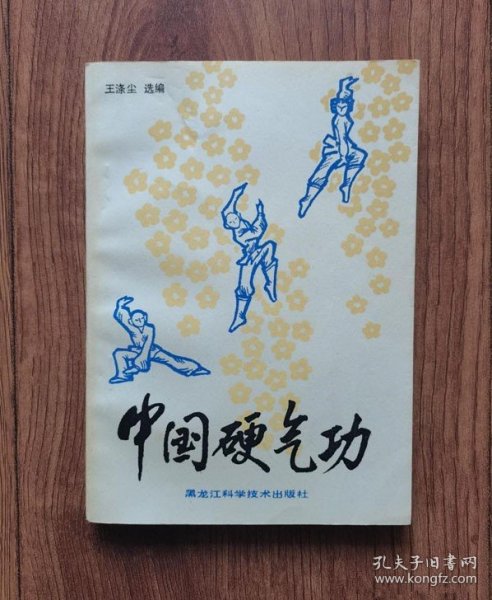 王涤尘 选编
中国硬气功
黑龙江科学技术出版社
孔夫子旧书网
www.kongfz.com